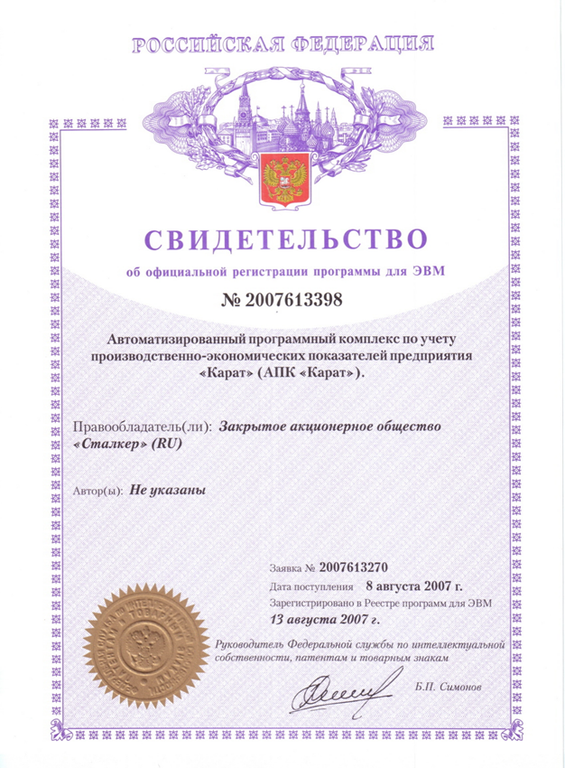 РОССИЙСКАЯ ФЕДЕРАЦИЯ
СВИДЕТЕЛЬСТВО
об официальной регистрации программы для ЭВМ
№ 2007613398
Автоматизированный программный комплекс по учету
производственно-экономических показателей предприятия
«Карат» (АПК «Карат»).
Правообладатель(ли): Закрытое акционерное общество
«Сталкер» (RU)
Автор(ы): Не указаны
Заявка № 2007613270
Дата поступления 8 августа 2007 г.
Зарегистрировано в Реестре программ для ЭВМ
13 августа 2007 г.
Руководитель Федеральной службы по интеллектуальной
собственности, патентам и товарным знакам
Б.П. Симонов